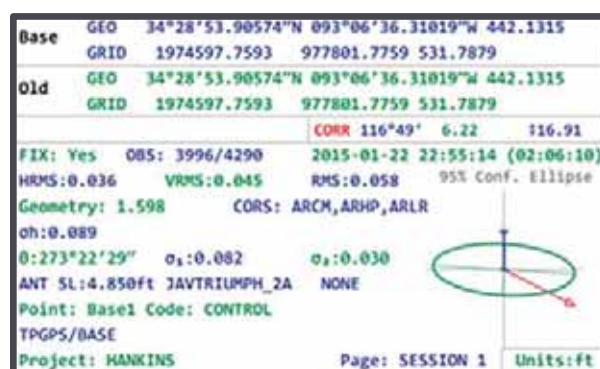 Base GEO 34°28'53.90574"N 093°06'36.31019"W 442.1315
GRID 1974597.7593 977801.7759 531.7879
Old GEO 34°28'53.90574"N 093°06'36.31019"W 442.1315
GRID 1974597.7593 977801.7759 531.7879
CORR 116°49' 6.22 ↕16.91
FIX: Yes OBS: 3996/4290 2015-01-22 22:55:14 (02:06:10)
HRMS:0.036 VRMS:0.045 RMS:0.058 95% Conf. Ellipse
Geometry: 1.598 CORS: ARCM,ARHP,ARLR
σh:0.089
θ:273°22'29" σ₁:0.082 σ₂:0.030
ANT SL:4.850ft JAVTRIUMPH_2A NONE
Point: Base1 Code: CONTROL
TPGPS/BASE
Project: HANKINS Page: SESSION 1 Units:ft